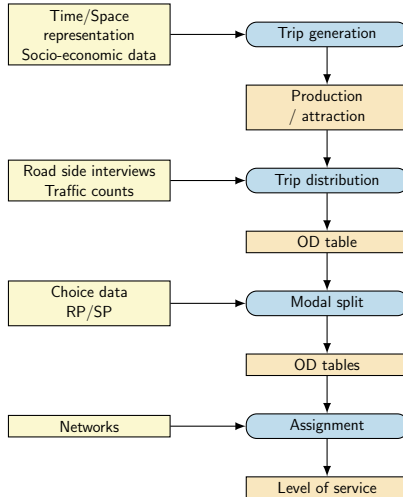 Time/Space
representation
Socio-economic data
Trip generation
Production
/ attraction
Road side interviews
Traffic counts
Trip distribution
OD table
Choice data
RP/SP
Modal split
OD tables
Networks
Assignment
Level of service